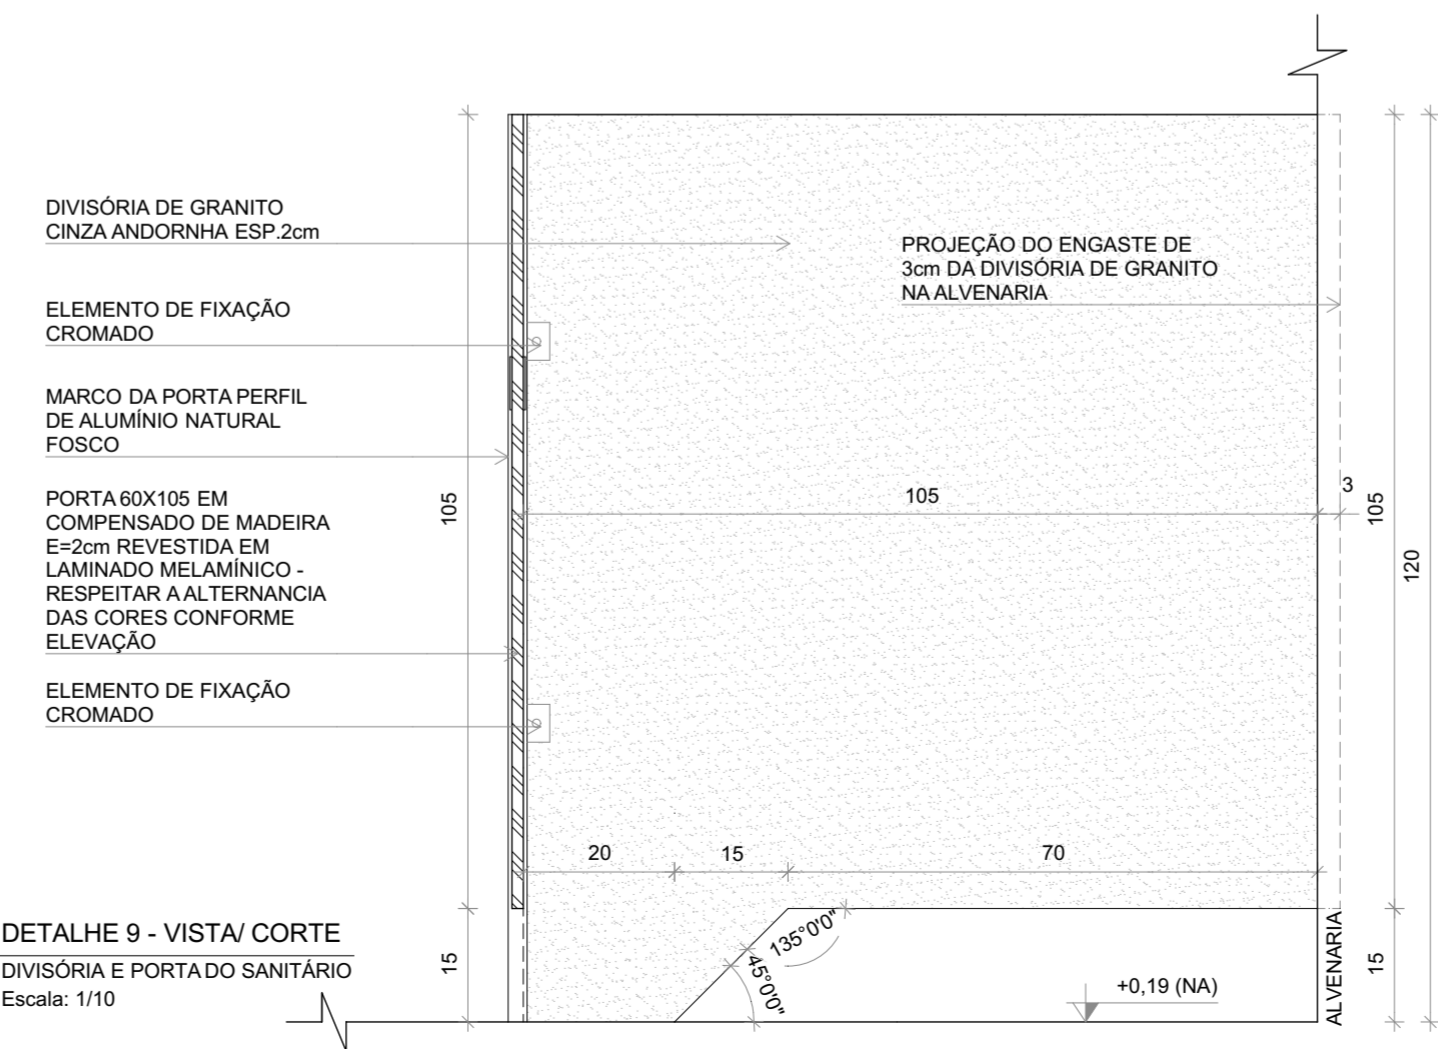 DIVISÓRIA DE GRANITO
CINZA ANDORNHA ESP.2cm
PROJEÇÃO DO ENGASTE DE
3cm DA DIVISÓRIA DE GRANITO
NA ALVENARIA
ELEMENTO DE FIXAÇÃO
CROMADO
MARCO DA PORTA PERFIL
DE ALUMÍNIO NATURAL
FOSCO
PORTA 60X105 EM
COMPENSADO DE MADEIRA
E=2cm REVESTIDA EM
LAMINADO MELAMÍNICO -
RESPEITAR A ALTERNANCIA
DAS CORES CONFORME
ELEVAÇÃO
ELEMENTO DE FIXAÇÃO
CROMADO
105
105
3
105
120
20
15
70
135°0'0"
45°0'0"
15
+0,19 (NA)
ALVENARIA
15
DETALHE 9 - VISTA/ CORTE
DIVISÓRIA E PORTA DO SANITÁRIO
Escala: 1/10